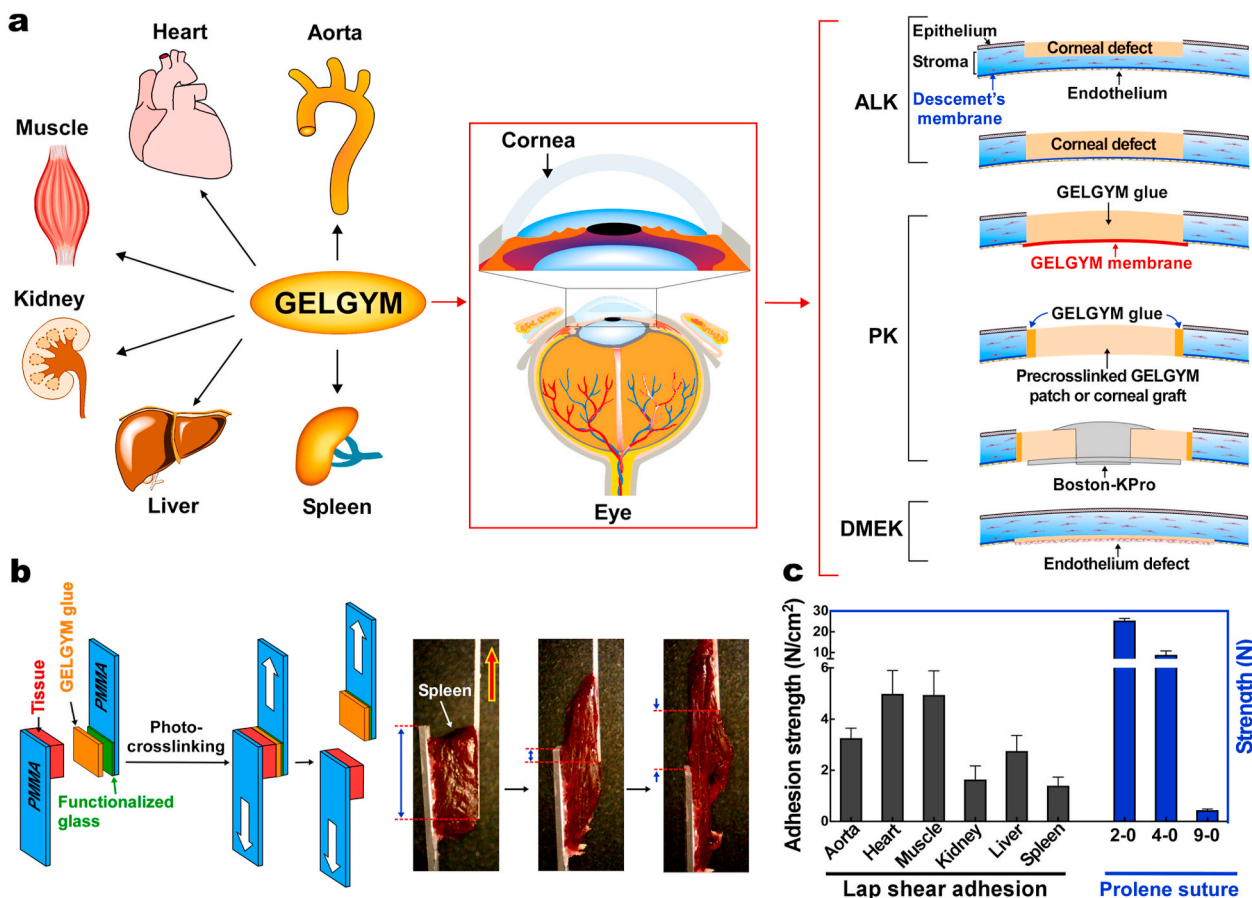 a
Heart
Aorta
Muscle
Kidney
GELGYM
Liver
Spleen
Cornea
Eye
ALK
Epithelium
Stroma
Descemet's
membrane
Corneal defect
Endothelium
Corneal defect
PK
GELGYM glue
GELGYM membrane
GELGYM glue
Precrosslinked GELGYM
patch or corneal graft
Boston-KPro
DMEK
Endothelium defect
b
Tissue
GELGYM glue
PMMA
PMMA
Functionalized
glass
Photo-
crosslinking
Spleen
c
Adhesion strength (N/cm²)
30
20
10
6
4
2
0
Aorta
Heart
Muscle
Kidney
Liver
Spleen
Lap shear adhesion
2-0
4-0
9-0
Prolene suture
Strength (N)